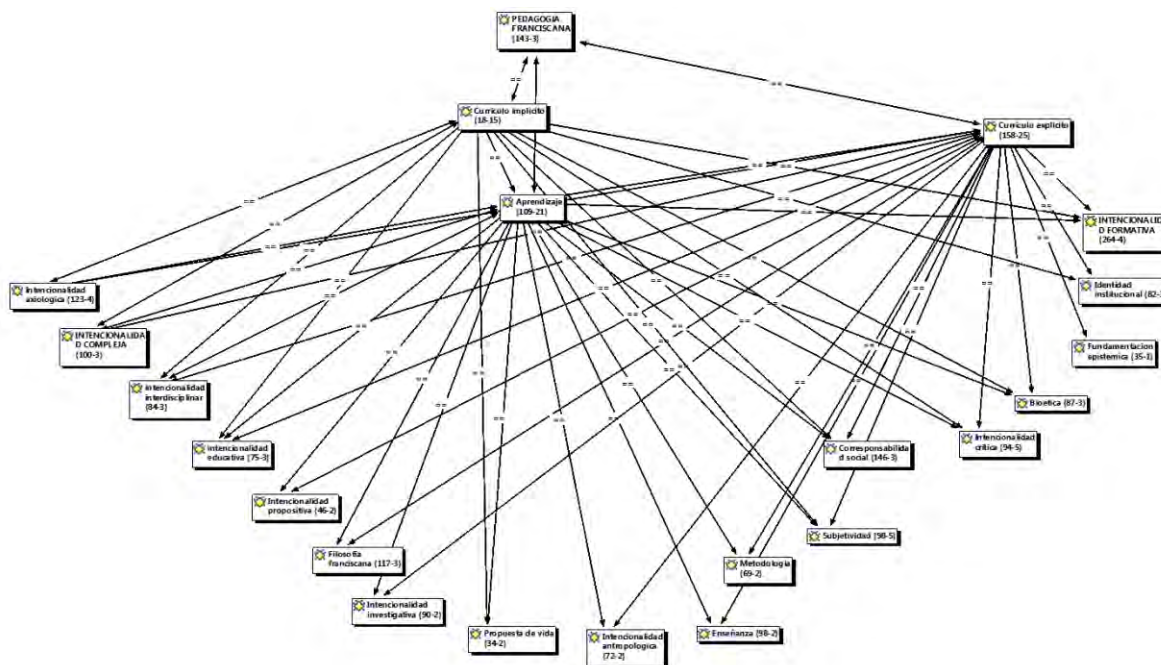 PEDAGOGIA
FRANCISCANA
(143-3)
==
==
Curriculo implicito
(18-15)
Curriculo explicito
(158-25)
Aprendizaje
(109-21)
INTENCIONALIDA
D FORMATIVA
(264-4)
Intencionalidad
axiologica (123-4)
Identidad
institucional (82-
INTENCIONALIDA
D COMPLEJA
(100-3)
Fundamentacion
epistemica (35-1)
intencionalidad
interdisciplinar
(84-3)
Bioetica (87-3)
intencionalidad
educativa (75-3)
Corresponsabilida
d social (146-3)
Intencionalidad
crítica (94-5)
Intencionalidad
propositiva (46-2)
Subjetividad (98-5)
Filosofia
franciscana (117-3)
Metodologia
(69-2)
Intencionalidad
investigativa (90-2)
Propuesta de vida
(34-2)
Intencionalidad
antropologica
(72-2)
Enseñanza (98-2)